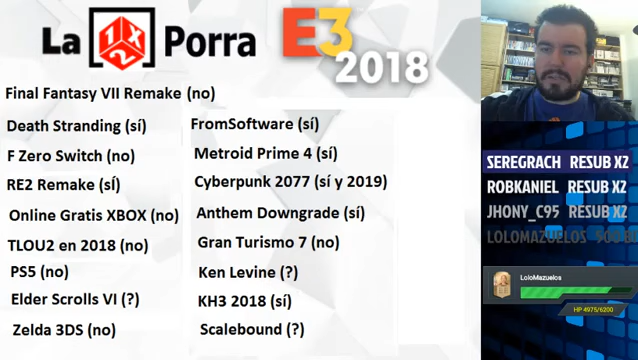 La 1X2 Porra E3 2018
Final Fantasy VII Remake (no)
Death Stranding (sí)
F Zero Switch (no)
RE2 Remake (sÍ)
Online Gratis XBOX (no)
TLOU2 en 2018 (no)
PS5 (no)
Elder Scrolls VI (?)
Zelda 3DS (no)
FromSoftware (sí)
Metroid Prime 4 (sí)
Cyberpunk 2077 (sí y 2019)
Anthem Downgrade (sí)
Gran Turismo 7 (no)
Ken Levine (?)
KH3 2018 (sí)
Scalebound (?)
SEREGRACH RESUB X2
ROBKANIEL RESUB X2
JHONY_C95 RESUB X2
LOLOMAZUELOS 500
LoloMazuelos
HP 4975/6200